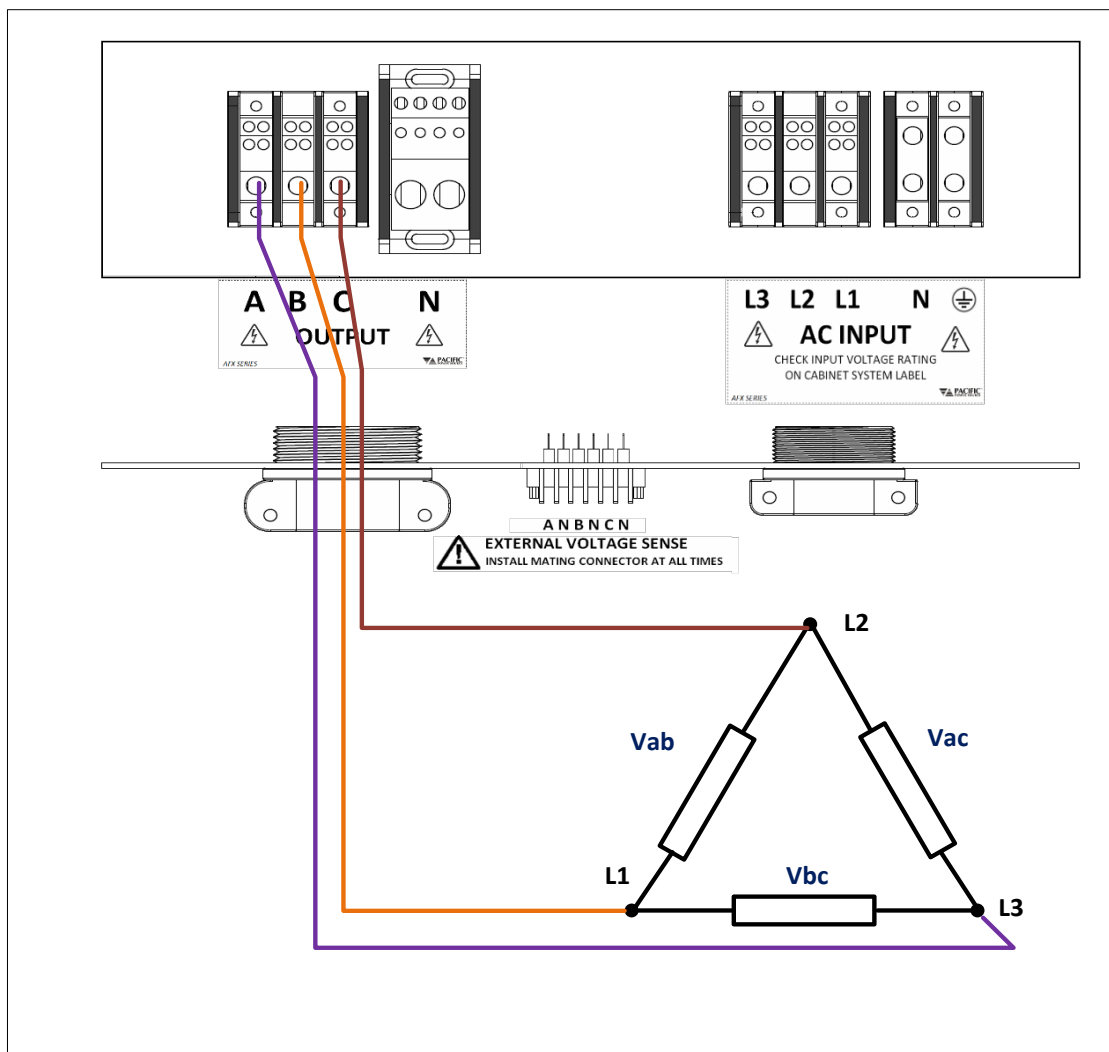 A B C N
OUTPUT
AFX SERIES
PACIFIC
L3 L2 L1 N
AC INPUT
CHECK INPUT VOLTAGE RATING
ON CABINET SYSTEM LABEL
AFX SERIES
PACIFIC
A N B N C N
EXTERNAL VOLTAGE SENSE
INSTALL MATING CONNECTOR AT ALL TIMES
L2
Vab
Vac
L1
Vbc
L3